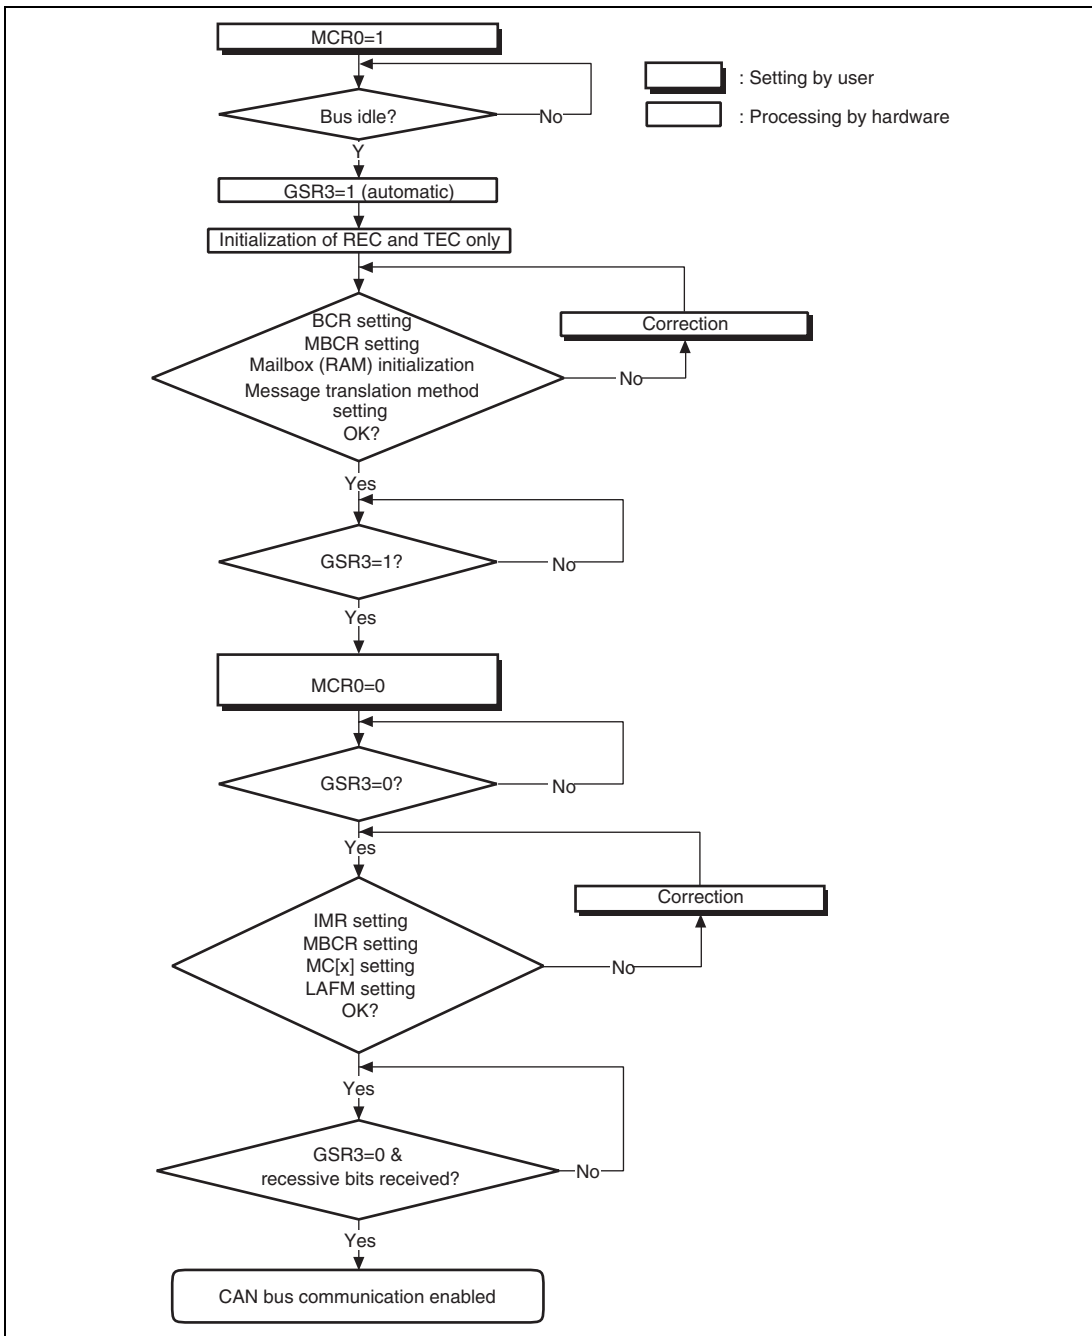 MCR0=1
: Setting by user
: Processing by hardware
Bus idle?
No
Y
GSR3=1 (automatic)
Initialization of REC and TEC only
BCR setting
MBCR setting
Mailbox (RAM) initialization
Message translation method
setting
OK?
Correction
No
Yes
GSR3=1?
No
Yes
MCR0=0
GSR3=0?
No
Yes
Correction
IMR setting
MBCR setting
MC[x] setting
LAFM setting
OK?
No
Yes
GSR3=0 &
recessive bits received?
No
Yes
CAN bus communication enabled